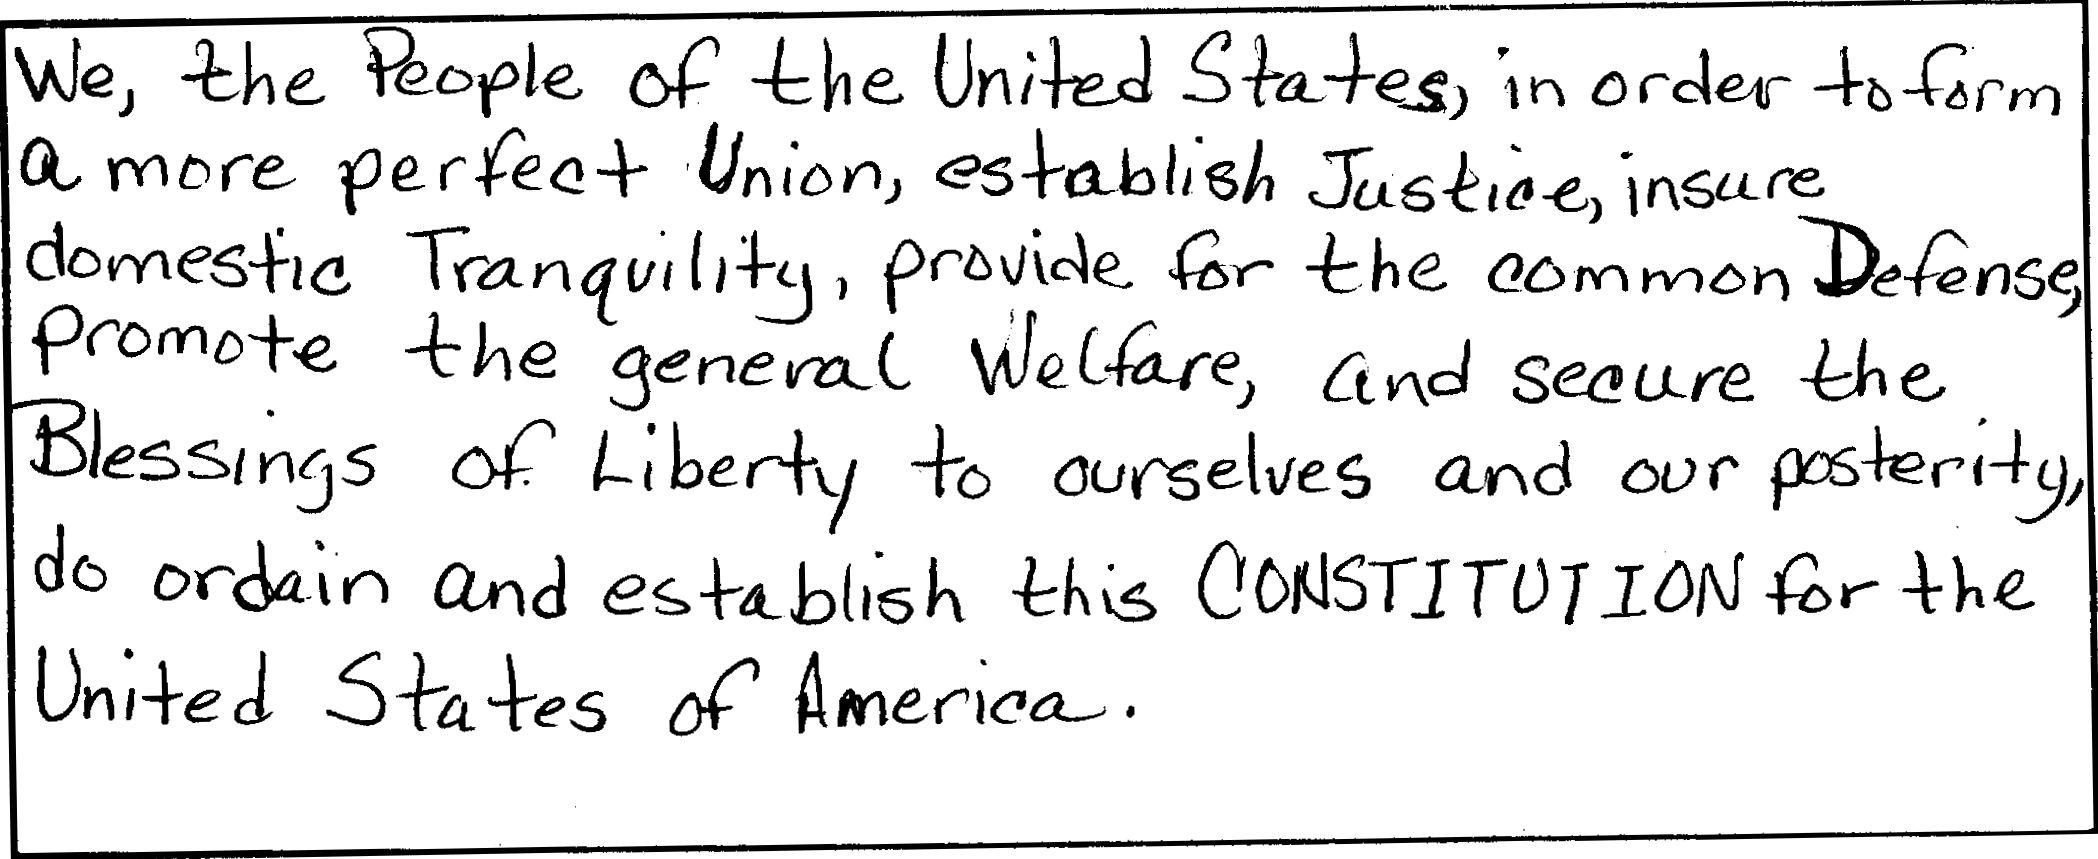 We, the People of the United States, in order to form
a more perfect Union, establish Justice, insure
domestic Tranquility, provide for the common Defense,
Promote the general Welfare, and secure the
Blessings of Liberty to ourselves and our posterity,
do ordain and establish this CONSTITUTION for the
United States of America.